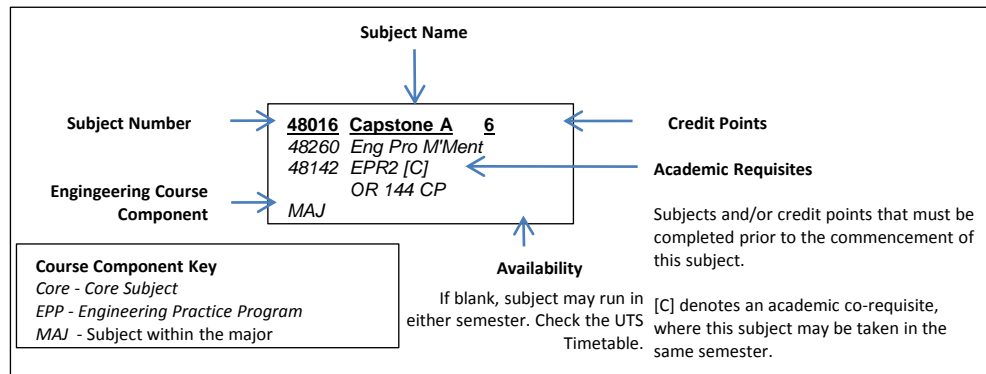 Subject Name
Subject Number
48016 Capstone A 6
Credit Points
48260 Eng Pro M'Ment
48142 EPR2 [C]
Academic Requisites
OR 144 CP
Engingeering Course
Component
MAJ
Subjects and/or credit points that must be
completed prior to the commencement of
this subject.
[C] denotes an academic co-requisite,
where this subject may be taken in the
same semester.
Course Component Key
Core - Core Subject
EPP - Engineering Practice Program
MAJ - Subject within the major
Availability
If blank, subject may run in
either semester. Check the UTS
Timetable.